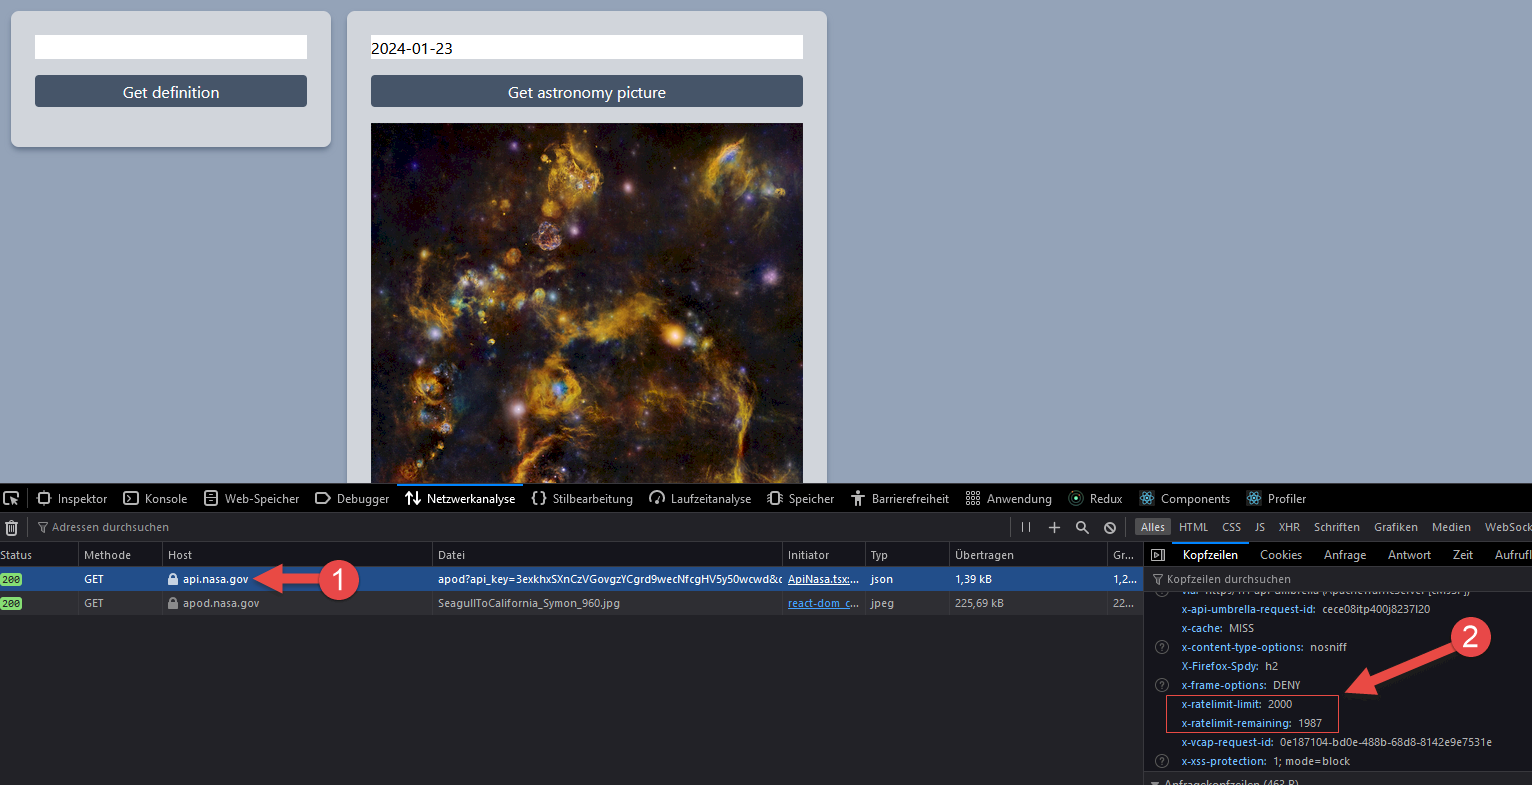 2024-01-23
Get definition
Get astronomy picture
Inspektor Konsole Web-Speicher Debugger Netzwerkanalyse Stilbearbeitung Laufzeitanalyse Speicher Barrierefreiheit Anwendung Redux Components Profiler
Adressen durchsuchen
Alles HTML CSS JS XHR Schriften Grafiken Medien WebSock
Status Methode Host Datei Initiator Typ Übertragen Gr...
200 GET api.nasa.gov apod?api_key=3exkhxSXnCzVGovgzYCgrd9wecNfcgHV5y50wcwd&c ApiNasa.tsx:... json 1,39 kB 1,2...
1
200 GET apod.nasa.gov SeagullToCalifornia_Symon_960.jpg react-dom_c... jpeg 225,69 kB 22...
Kopfzeilen Cookies Anfrage Antwort Zeit Aufrufl
Kopfzeilen durchsuchen
x-api-umbrella-request-id: cece08itp400j8237l20
x-cache: MISS
2
x-content-type-options: nosniff
X-Firefox-Spdy: h2
x-frame-options: DENY
x-ratelimit-limit: 2000
x-ratelimit-remaining: 1987
x-vcap-request-id: 0e187104-bd0e-488b-68d8-8142e9e7531e
x-xss-protection: 1; mode=block